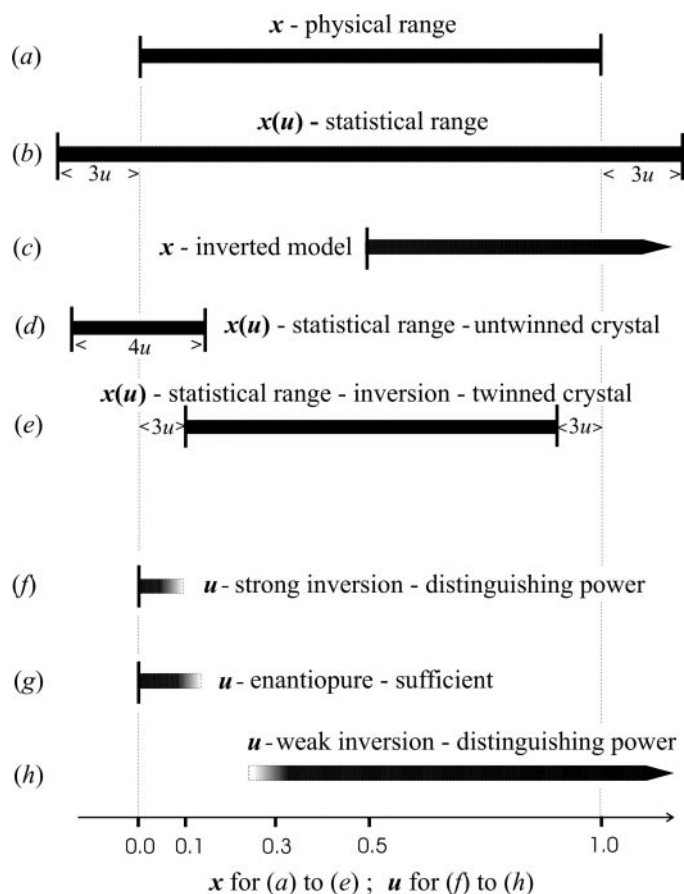 x - physical range
(a)
x(u) - statistical range
(b)
< 3u >
< 3u >
(c) x - inverted model
(d) x(u) - statistical range - untwinned crystal
< 4u >
x(u) - statistical range - inversion - twinned crystal
(e) <3u> <3u>
(f) u - strong inversion - distinguishing power
(g) u - enantiopure - sufficient
u - weak inversion - distinguishing power
(h)
0.0 0.1 0.3 0.5 1.0
x for (a) to (e) ; u for (f) to (h)